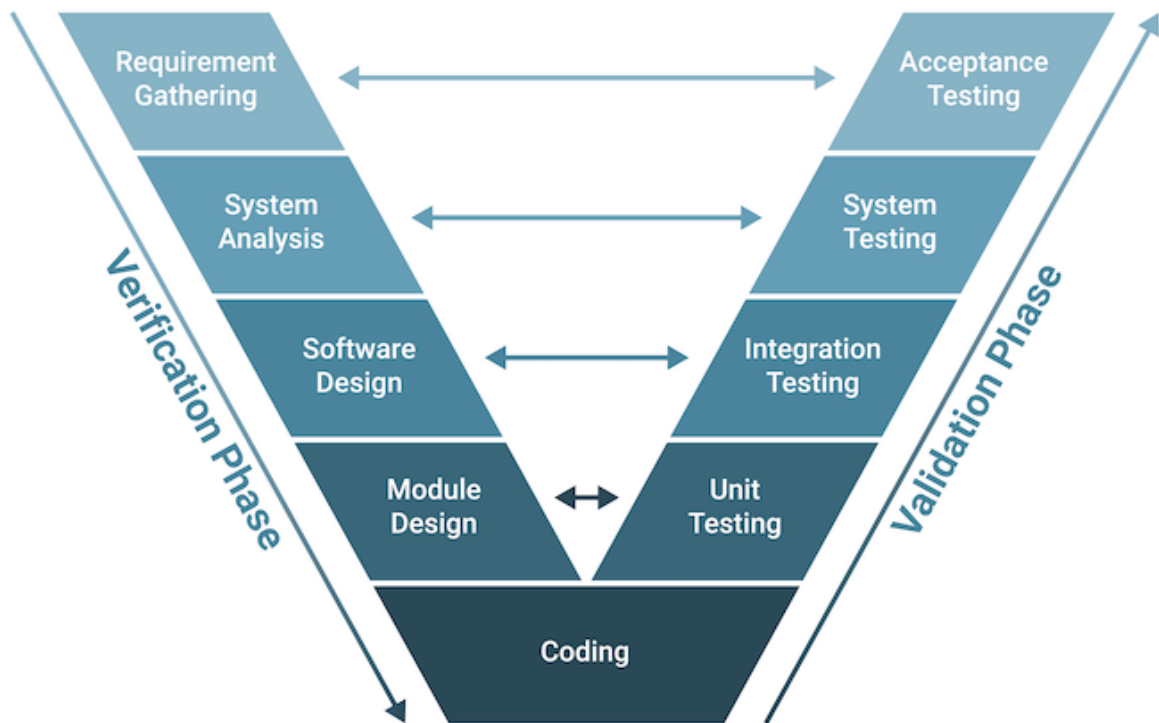 Requirement
Gathering
Acceptance
Testing
System
Analysis
System
Testing
Software
Design
Integration
Testing
Module
Design
Unit
Testing
Coding
Verification Phase
Validation Phase